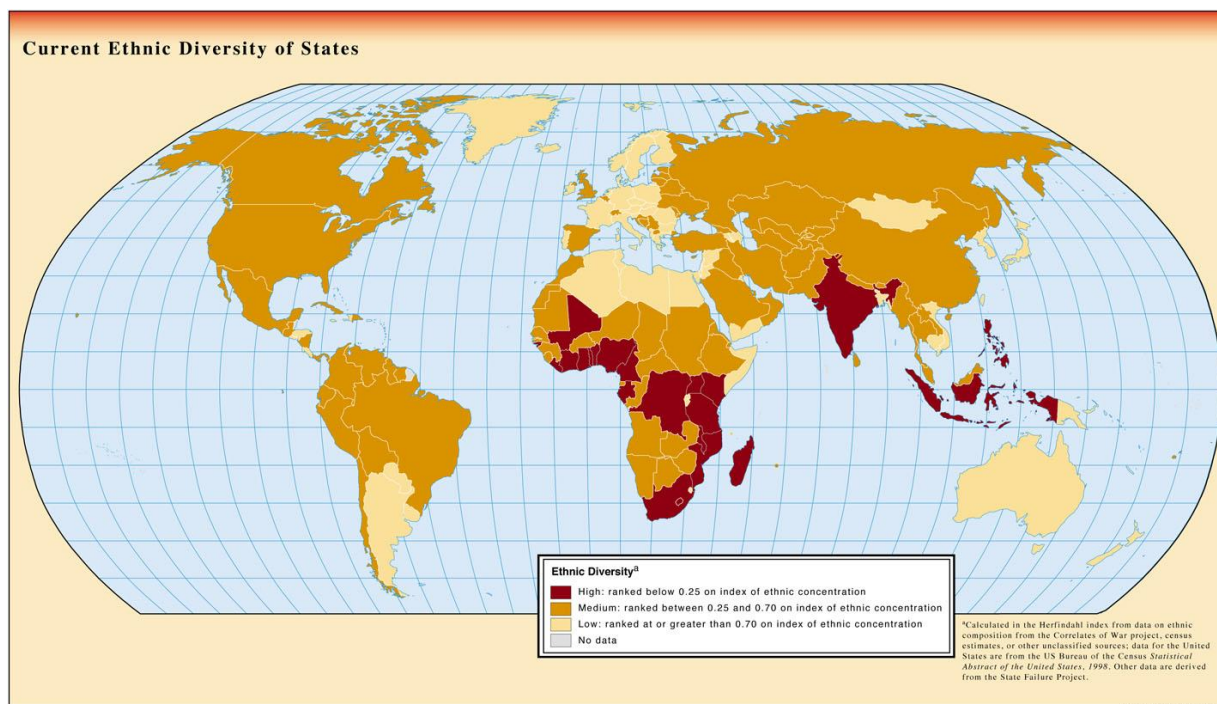 Current Ethnic Diversity of States
Ethnic Diversityª
High: ranked below 0.25 on index of ethnic concentration
Medium: ranked between 0.25 and 0.70 on index of ethnic concentration
Low: ranked at or greater than 0.70 on index of ethnic concentration
No data
ªCalculated in the Herfindahl index from data on ethnic
composition from the Correlates of War project, census
estimates, or other unclassified sources; data for the United
States are from the US Bureau of the Census Statistical
Abstract of the United States, 1998. Other data are derived
from the State Failure Project.